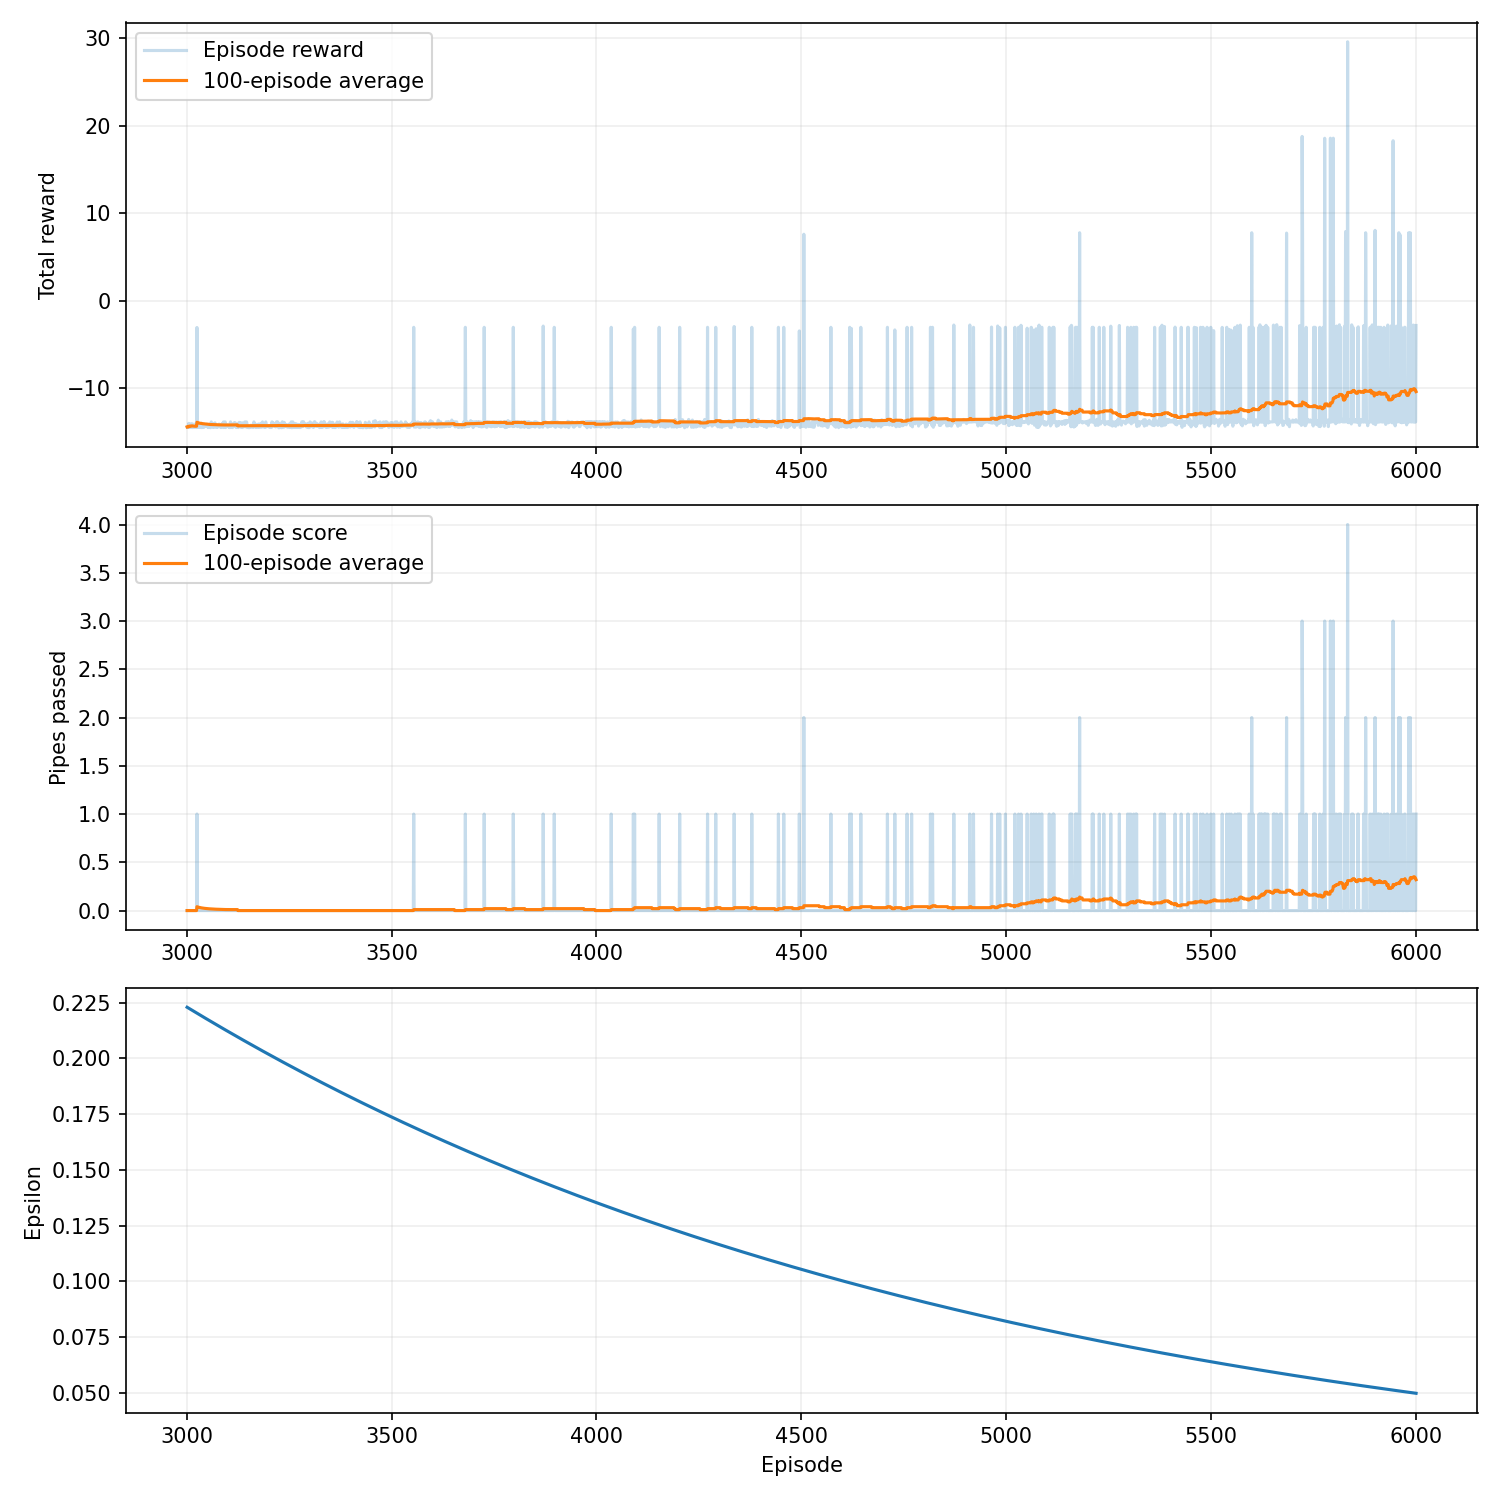 30
20
10
0
−10
Total reward
Episode reward
100-episode average
3000 3500 4000 4500 5000 5500 6000
4.0
3.5
3.0
2.5
2.0
1.5
1.0
0.5
0.0
Pipes passed
Episode score
100-episode average
3000 3500 4000 4500 5000 5500 6000
0.225
0.200
0.175
0.150
0.125
0.100
0.075
0.050
Epsilon
3000 3500 4000 4500 5000 5500 6000
Episode